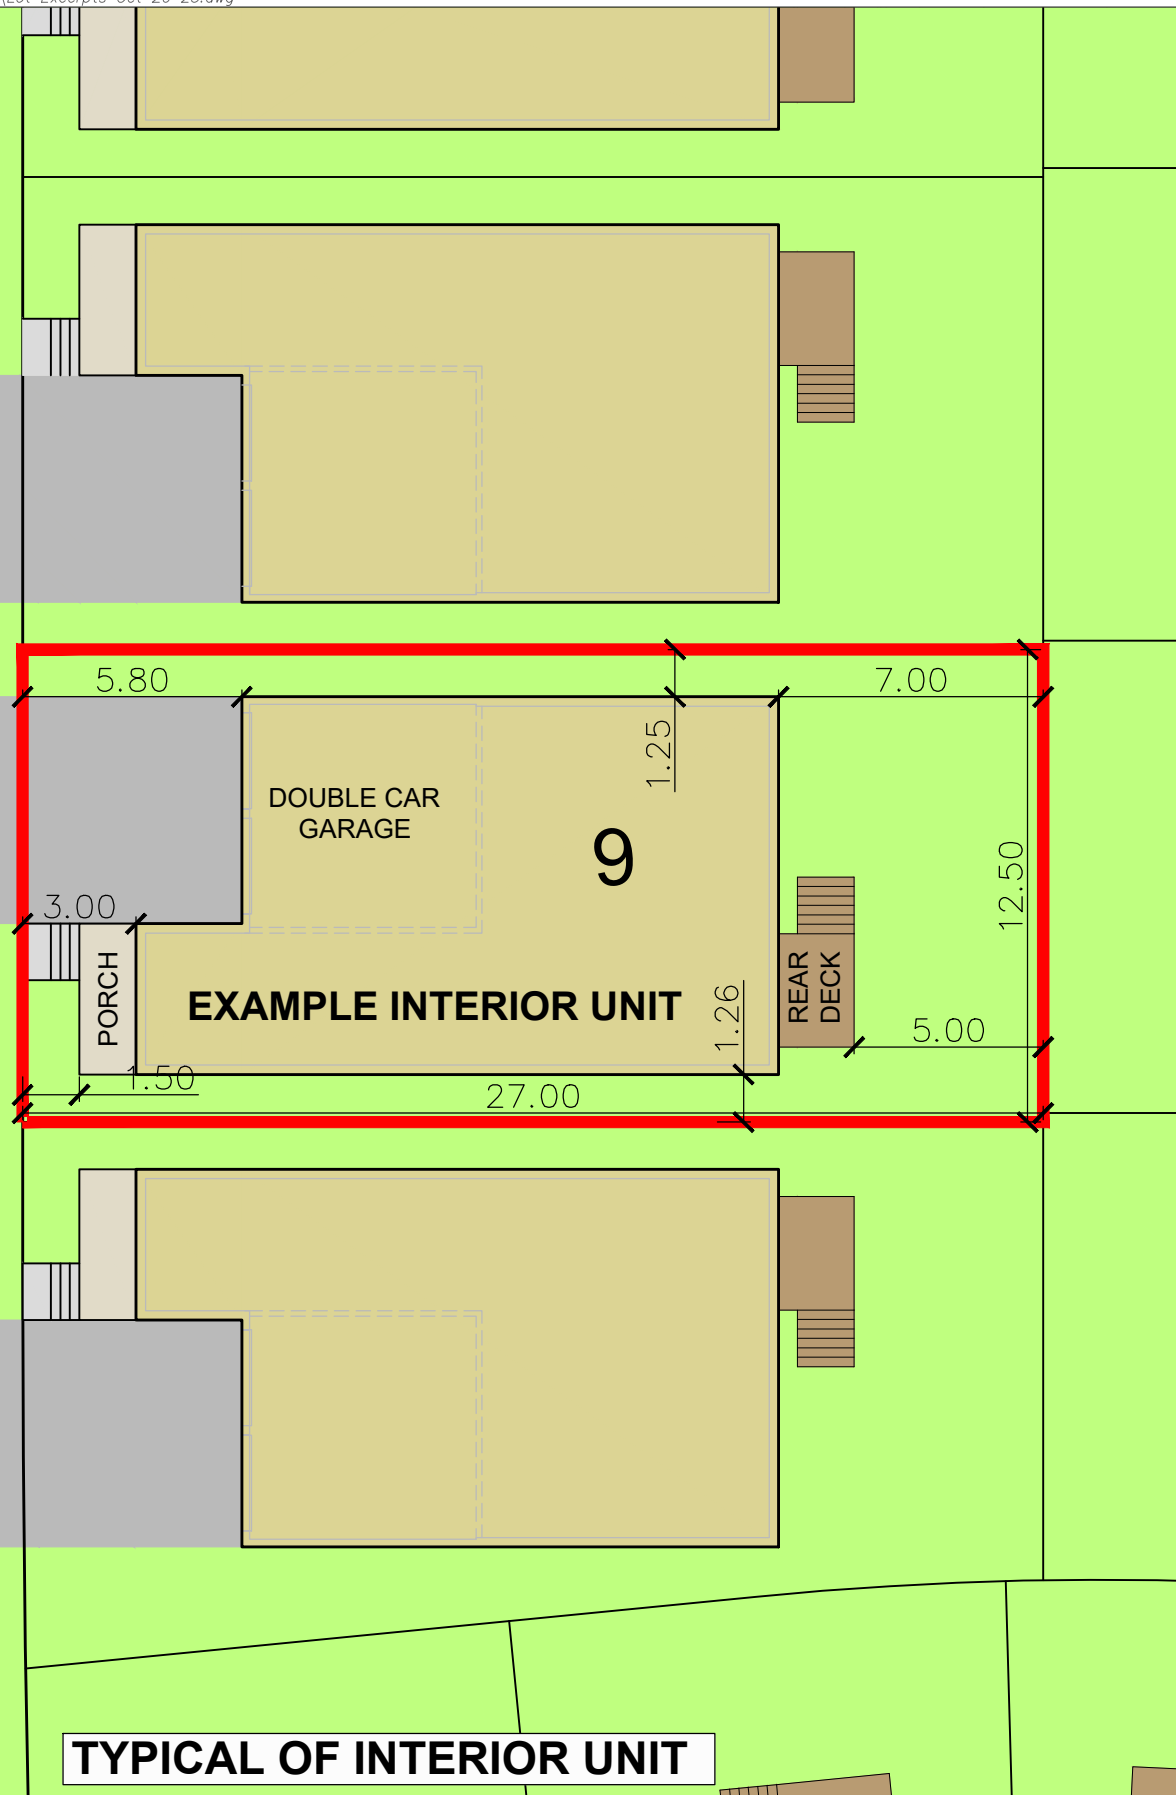 5.80
7.00
1.25
DOUBLE CAR
GARAGE
9
12.50
3.00
PORCH
EXAMPLE INTERIOR UNIT
1.26
REAR
DECK
5.00
1.50
27.00
TYPICAL OF INTERIOR UNIT